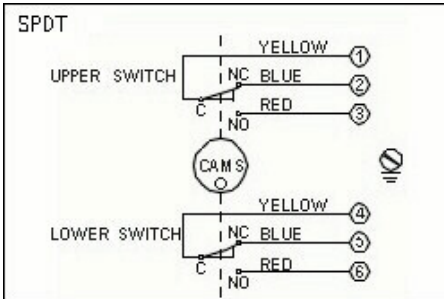 SPDT
YELLOW 1
UPPER SWITCH NC BLUE 2
C RED 3
NO
CAMS
YELLOW 4
LOWER SWITCH NC BLUE 5
C RED 6
NO